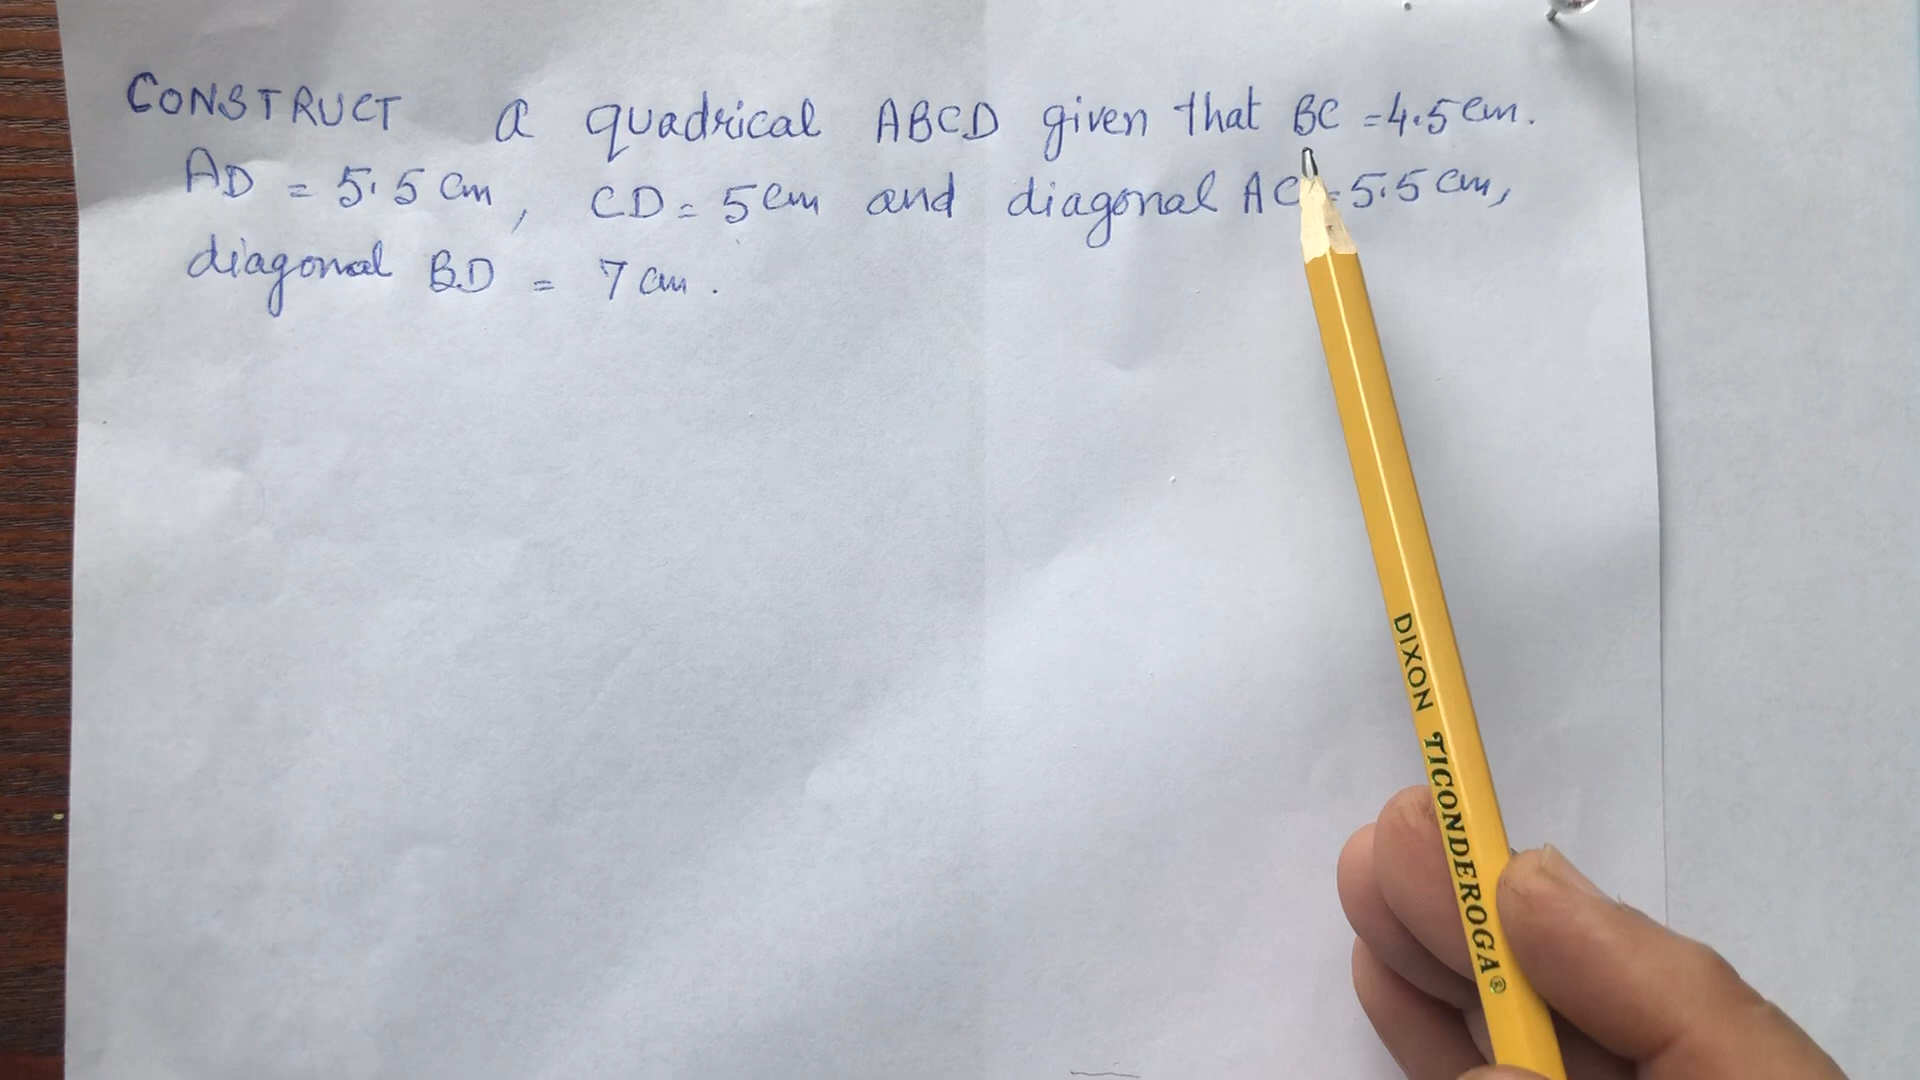 CONSTRUCT a quadrical ABCD given that BC = 4.5 cm.
AD = 5.5 cm, CD = 5 cm and diagonal AC = 5.5 cm,
diagonal BD = 7 cm.
DIXON TICONDEROGA®